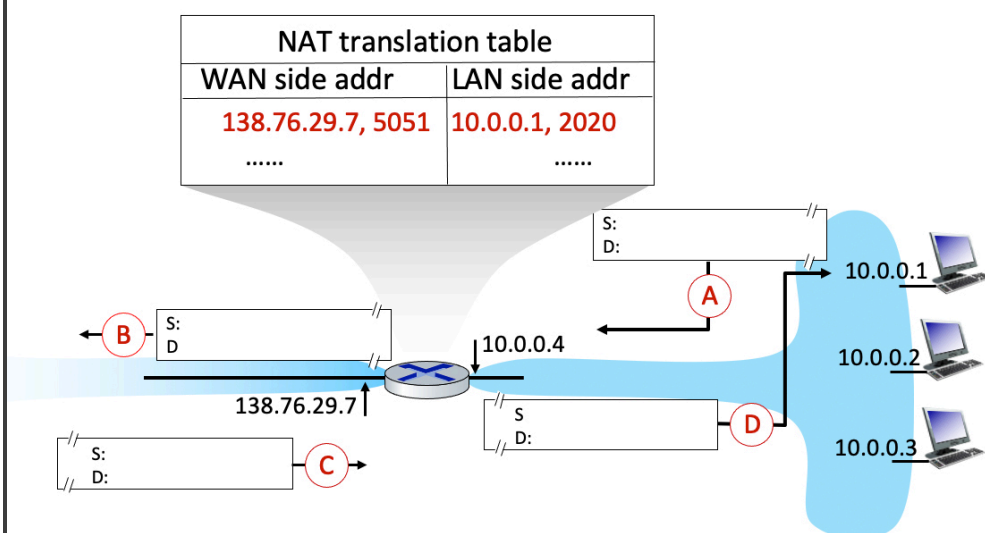 NAT translation table
WAN side addr LAN side addr
138.76.29.7, 5051 10.0.0.1, 2020
...... ......
S:
D:
A
10.0.0.1
B
S:
D
10.0.0.4
10.0.0.2
138.76.29.7
S
D:
D
10.0.0.3
S:
D:
C